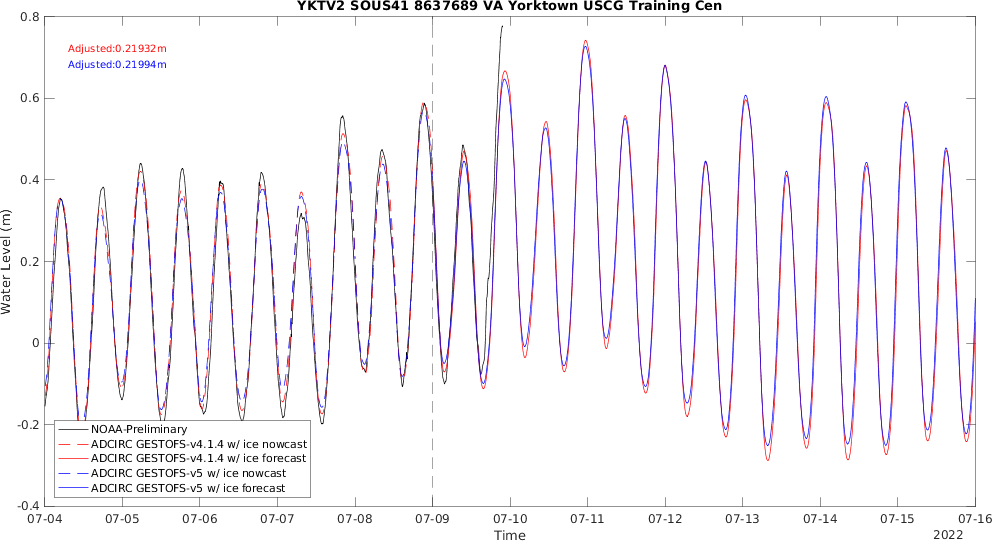 YKTV2 SOUS41 8637689 VA Yorktown USCG Training Cen
Adjusted:0.21932m
Adjusted:0.21994m
0.8
0.6
0.4
0.2
0
-0.2
-0.4
Water Level (m)
NOAA-Preliminary
ADCIRC GESTOFS-v4.1.4 w/ ice nowcast
ADCIRC GESTOFS-v4.1.4 w/ ice forecast
ADCIRC GESTOFS-v5 w/ ice nowcast
ADCIRC GESTOFS-v5 w/ ice forecast
07-04 07-05 07-06 07-07 07-08 07-09 07-10 07-11 07-12 07-13 07-14 07-15 07-16
Time
2022